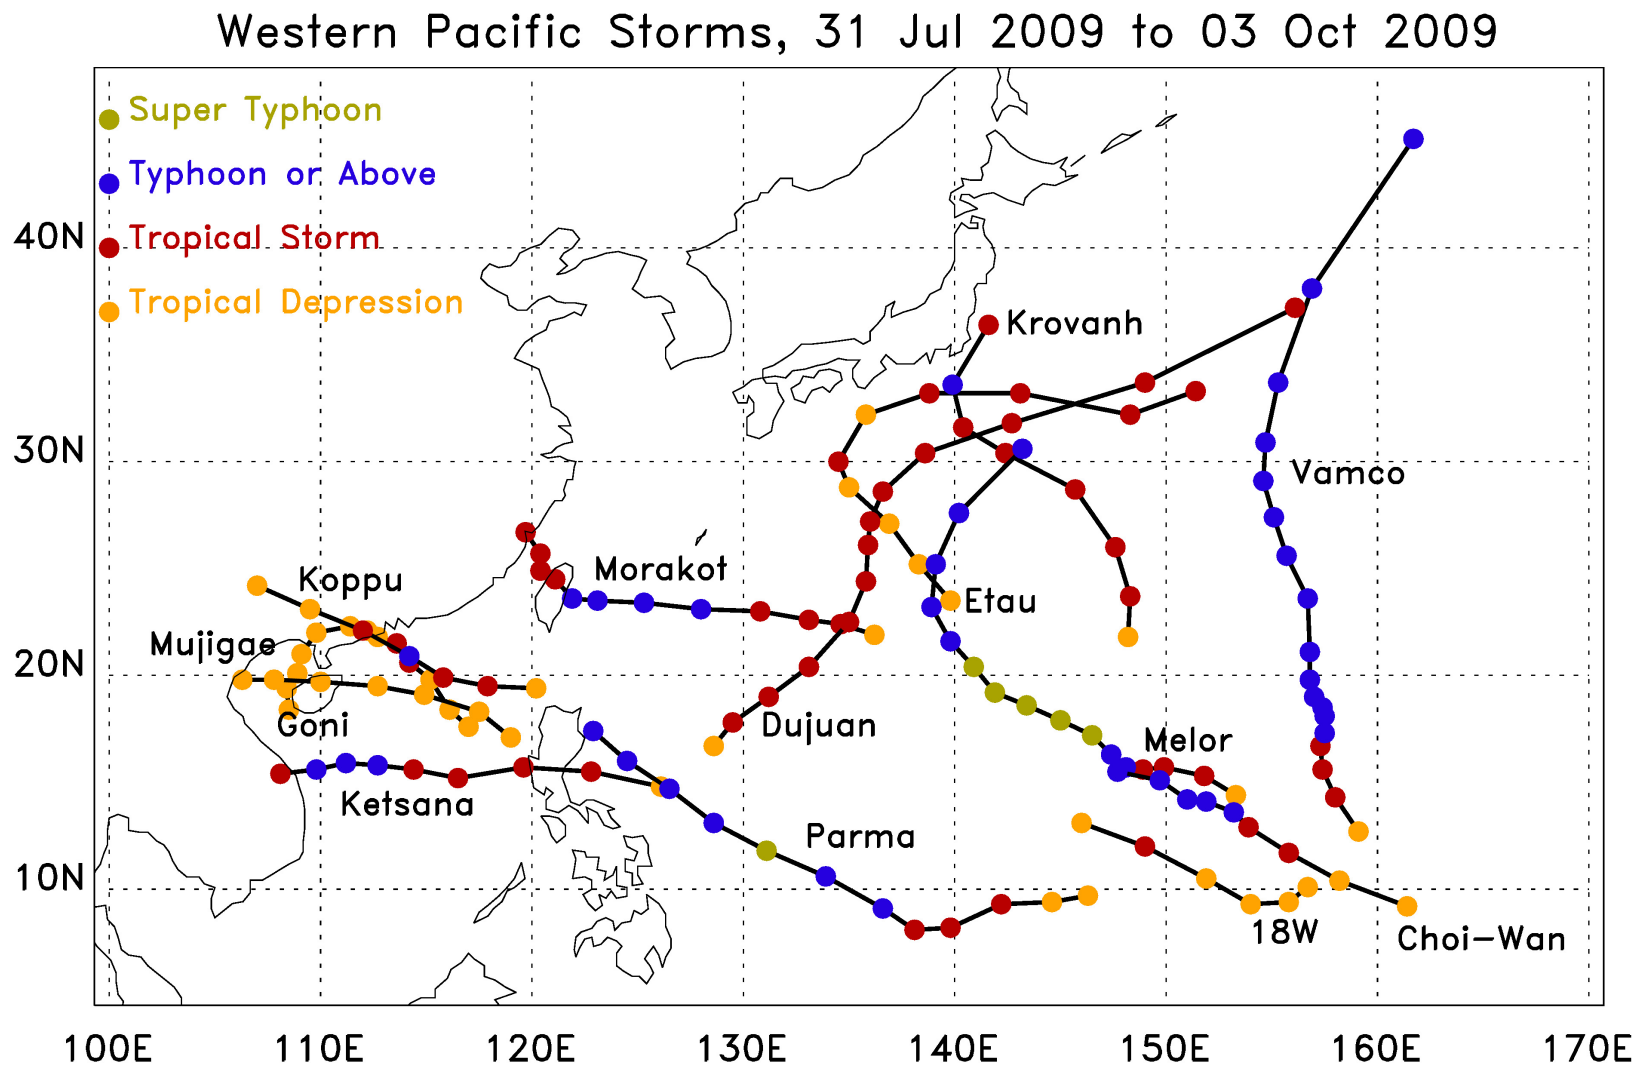 Western Pacific Storms, 31 Jul 2009 to 03 Oct 2009
Super Typhoon
Typhoon or Above
40N
Tropical Storm
Tropical Depression
Krovanh
30N
Vamco
Koppu
Morakot
Etau
Mujigae
20N
Goni
Dujuan
Melor
Ketsana
Parma
10N
18W
Choi-Wan
100E 110E 120E 130E 140E 150E 160E 170E